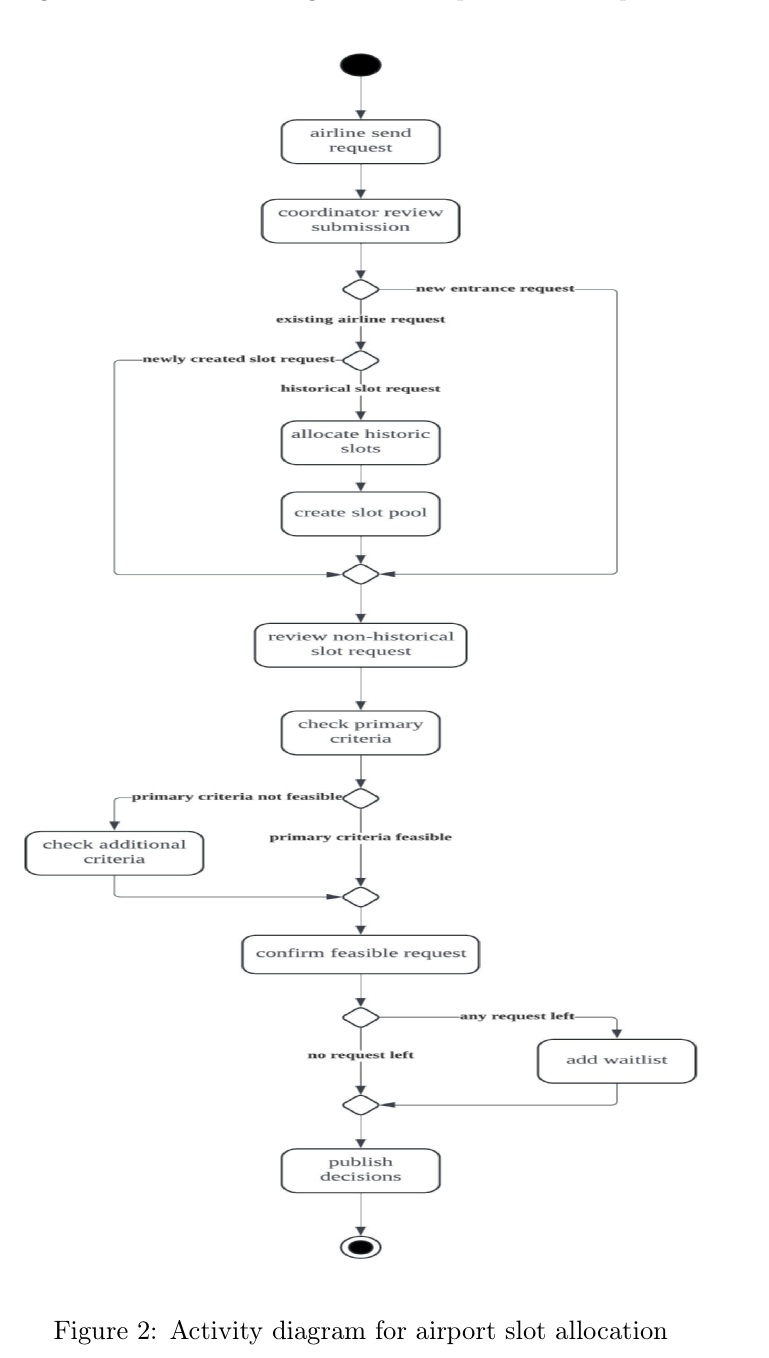 airline send
request
coordinator review
submission
new entrance request
existing airline request
newly created slot request
historical slot request
allocate historic
slots
create slot pool
review non-historical
slot request
check primary
criteria
primary criteria not feasible
primary criteria feasible
check additional
criteria
confirm feasible request
any request left
no request left
add waitlist
publish
decisions
Figure 2: Activity diagram for airport slot allocation